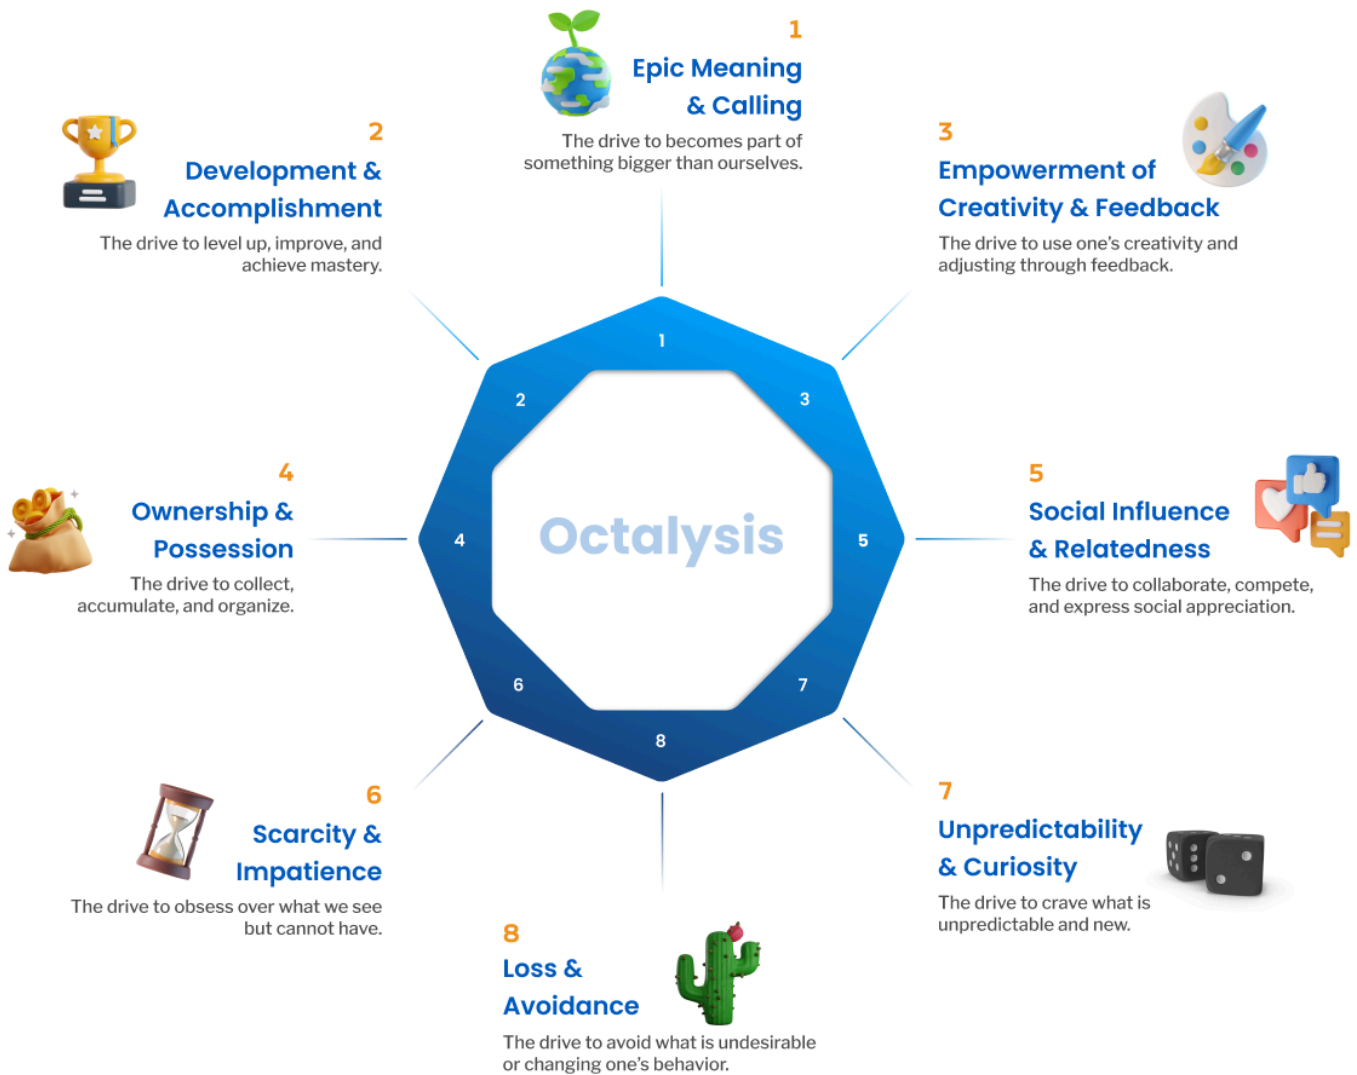 1
Epic Meaning
& Calling
The drive to becomes part of
something bigger than ourselves.
2
Development &
Accomplishment
The drive to level up, improve, and
achieve mastery.
3
Empowerment of
Creativity & Feedback
The drive to use one's creativity and
adjusting through feedback.
1
2
3
4
Octalysis
5
6
7
8
4
Ownership &
Possession
The drive to collect,
accumulate, and organize.
5
Social Influence
& Relatedness
The drive to collaborate, compete,
and express social appreciation.
6
Scarcity &
Impatience
The drive to obsess over what we see
but cannot have.
7
Unpredictability
& Curiosity
The drive to crave what is
unpredictable and new.
8
Loss &
Avoidance
The drive to avoid what is undesirable
or changing one's behavior.